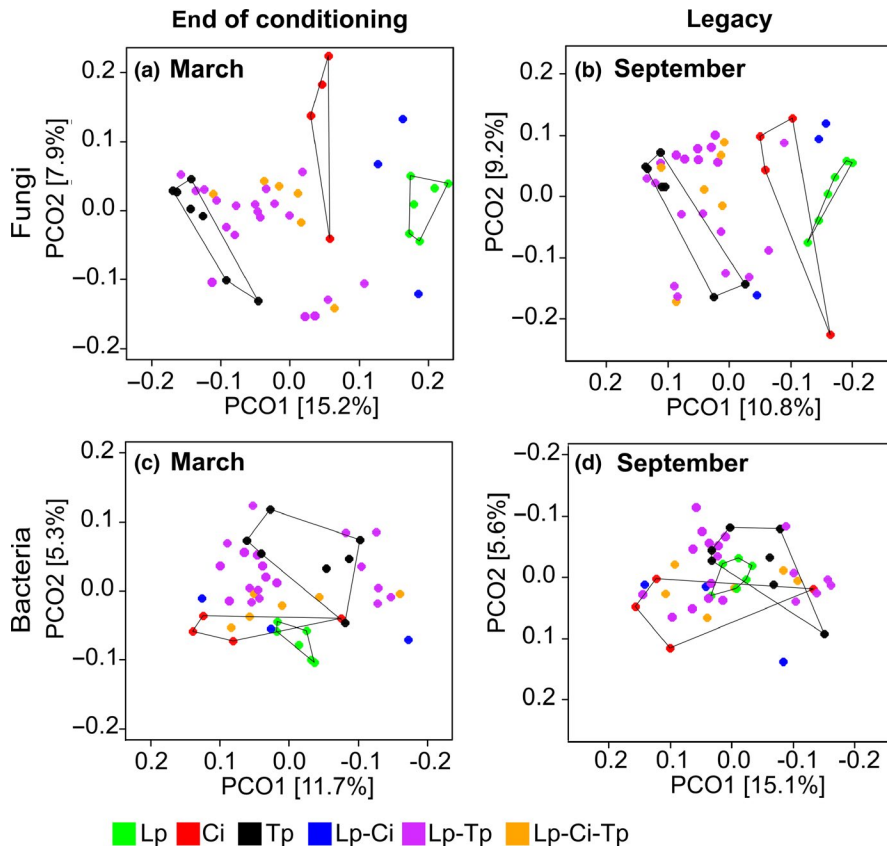 End of conditioning
Legacy
(a) March
(b) September
Fungi
PCO2 [7.9%]
0.2
0.1
0.0
−0.1
−0.2
−0.2 −0.1 0.0 0.1 0.2
PCO1 [15.2%]
PCO2 [9.2%]
0.2
0.1
0.0
−0.1
−0.2
0.2 0.1 0.0 -0.1 -0.2
PCO1 [10.8%]
(c) March
(d) September
Bacteria
PCO2 [5.3%]
0.2
0.1
0.0
−0.1
−0.2
0.2 0.1 0.0 -0.1 -0.2
PCO1 [11.7%]
PCO2 [5.6%]
-0.2
-0.1
0.0
0.1
0.2
0.2 0.1 0.0 -0.1 -0.2
PCO1 [15.1%]
Lp Ci Tp Lp-Ci Lp-Tp Lp-Ci-Tp